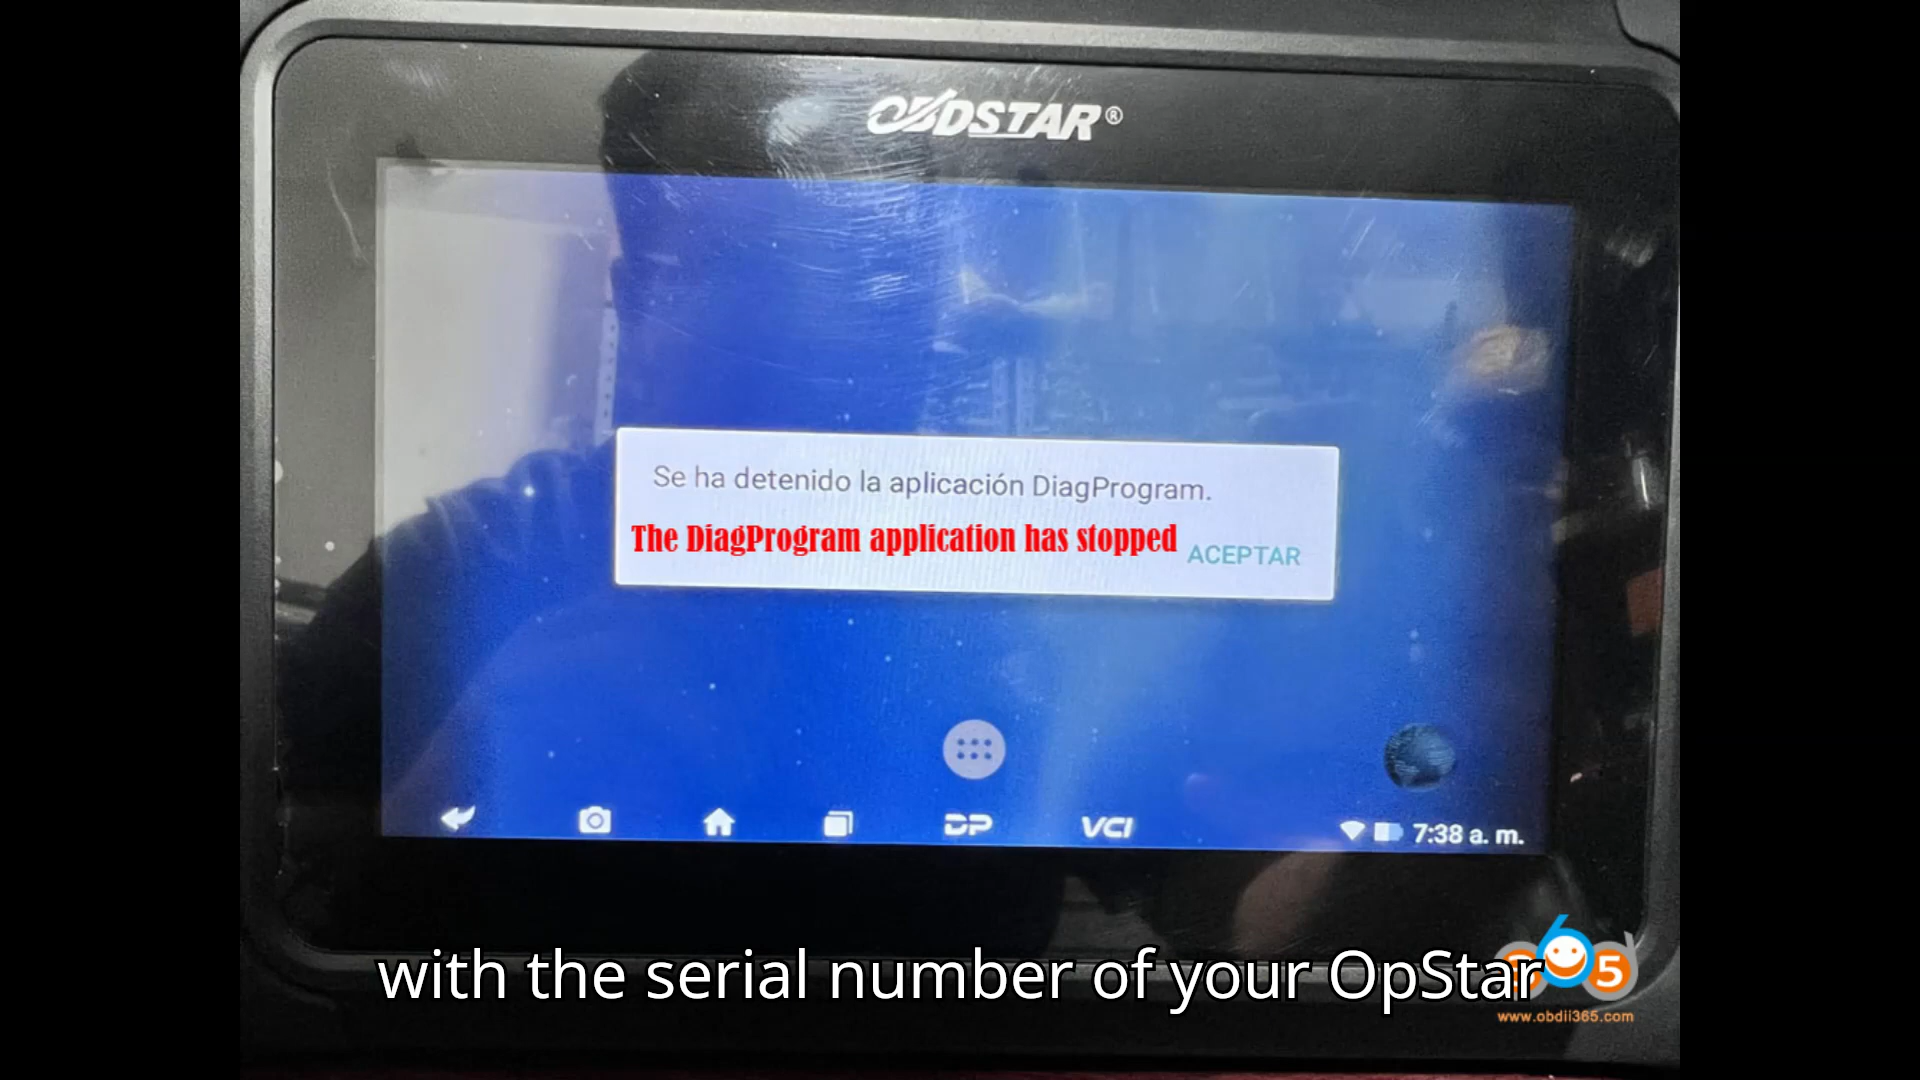 OBDSTAR®
Se ha detenido la aplicación DiagProgram.
The DiagProgram application has stopped
ACEPTAR
DP
VCI
7:38 a. m.
with the serial number of your OpStar
365
www.obdii365.com